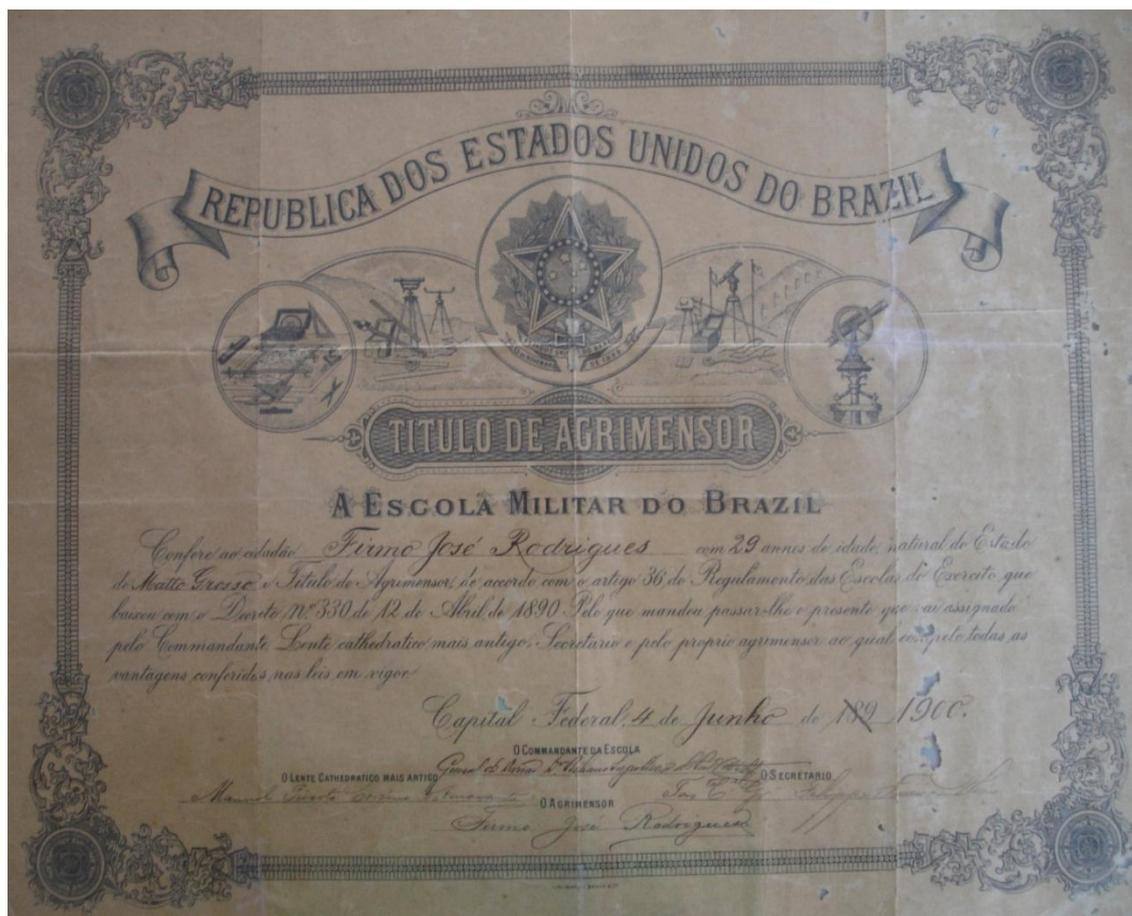 REPUBLICA DOS ESTADOS UNIDOS DO BRAZIL
TITULO DE AGRIMENSOR
A ESCOLA MILITAR DO BRAZIL
Confere ao cidadão Firmo José Rodrigues com 29 annos de idade, natural do Estado
de Matto Grosso o Titulo de Agrimensor, de accordo com o artigo 36 do Regulamento das Escolas do Exercito que
baixou com o Decreto Nº 330 de 12 de Abril de 1890. Pelo que mandou passar-lhe o presente que vai assignado
pelo Commandante, Lente cathedratico mais antigo, Secretario e pelo proprio agrimensor ao qual competo todas as
vantagens conferidas nas leis em vigor.
Capital Federal, 4 de Junho de 189 1900.
O COMMANDANTE DA ESCOLA
General de
O LENTE CATHEDRATICO MAIS ANTIGO
O SECRETARIO
Manoel
O AGRIMENSOR
Firmo José Rodrigues